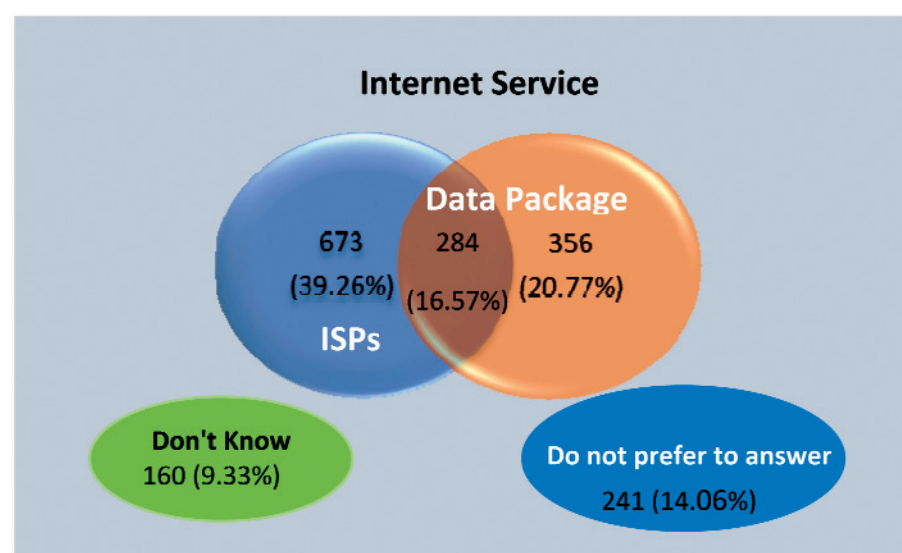 Internet Service
Data Package
673
284
356
(39.26%)
(16.57%)
(20.77%)
ISPs
Don't Know
160 (9.33%)
Do not prefer to answer
241 (14.06%)